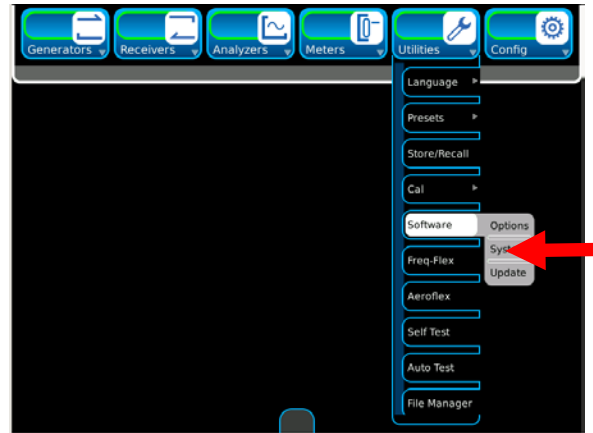 Generators Receivers Analyzers Meters Utilities Config
Language
Presets
Store/Recall
Cal
Software Options
Syst
Freq-Flex
Update
Aeroflex
Self Test
Auto Test
File Manager